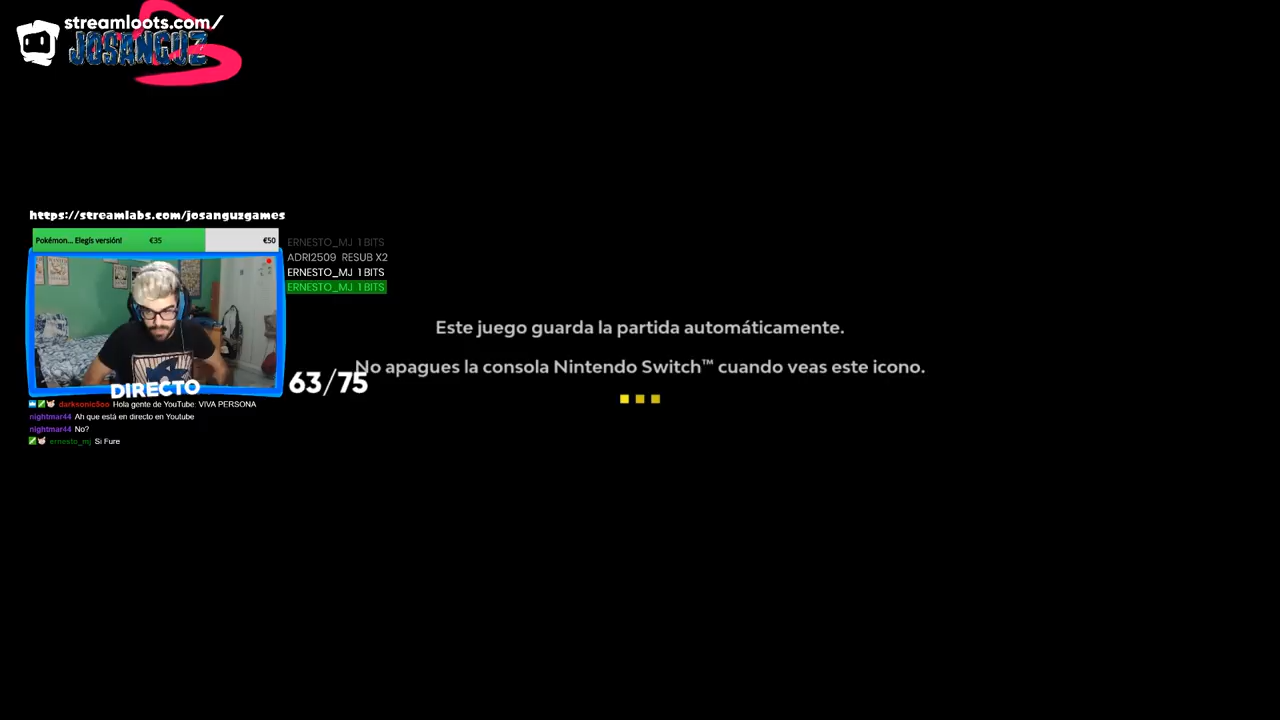 streamloots.com/
JOSANGUZ
https://streamlabs.com/josanguzgames
Pokémon... Elegís versión! €35 €50
ERNESTO_MJ 1 BITS
ADRI2509 RESUB X2
ERNESTO_MJ 1 BITS
ERNESTO_MJ 1 BITS
Este juego guarda la partida automáticamente.
No apagues la consola Nintendo Switch™ cuando veas este icono.
63/75
DIRECTO
darksonic5oo Hola gente de YouTube: VIVA PERSONA
nightmar44 Ah que está en directo en Youtube
nightmar44 No?
ernesto_mj Si Fure